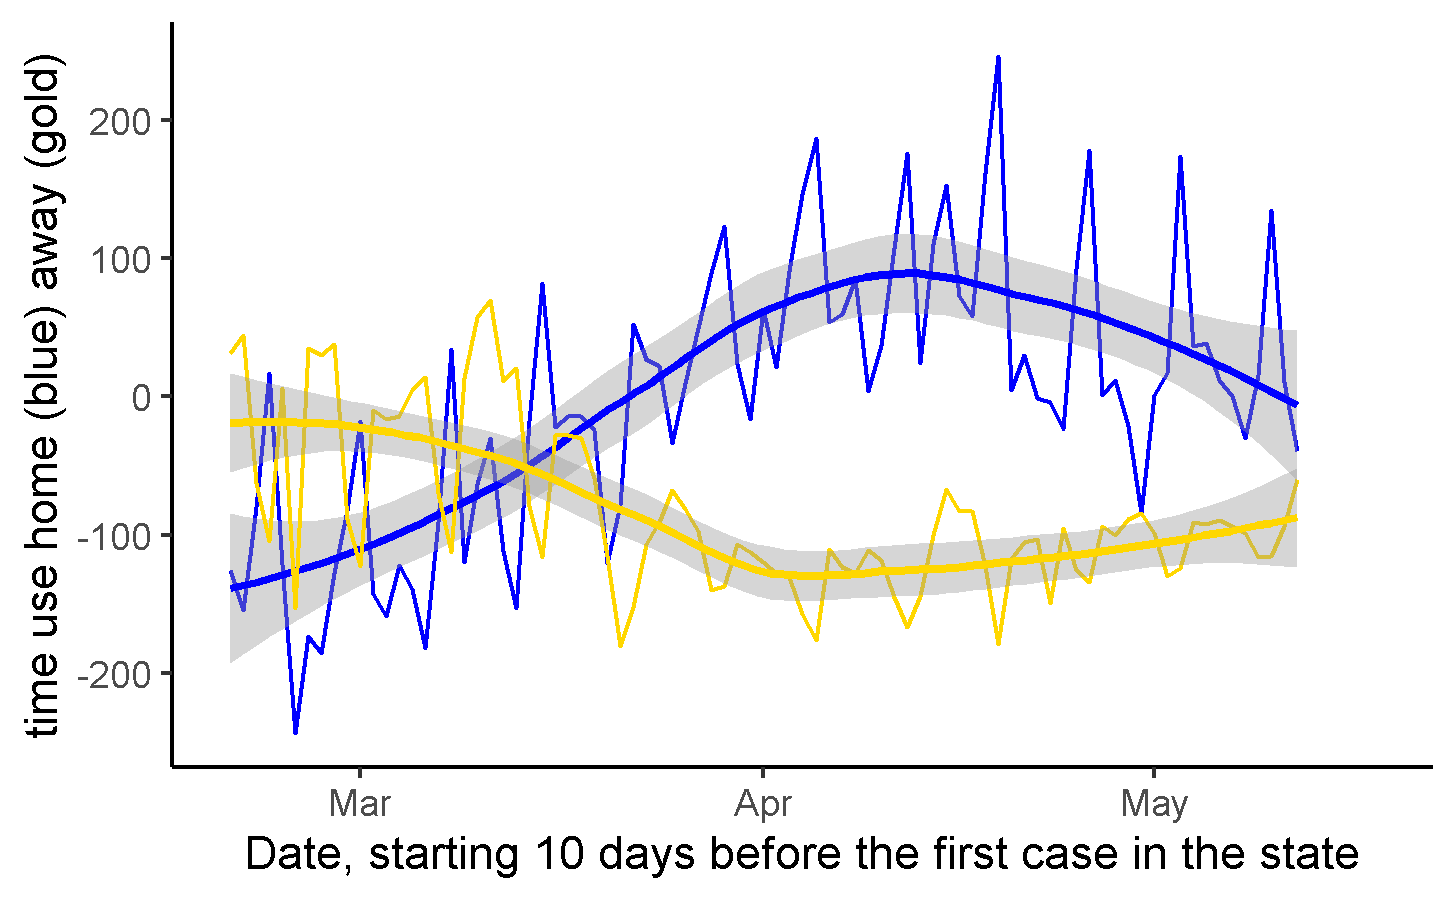 time use home (blue) away (gold)
200
100
0
-100
-200
Mar
Apr
May
Date, starting 10 days before the first case in the state